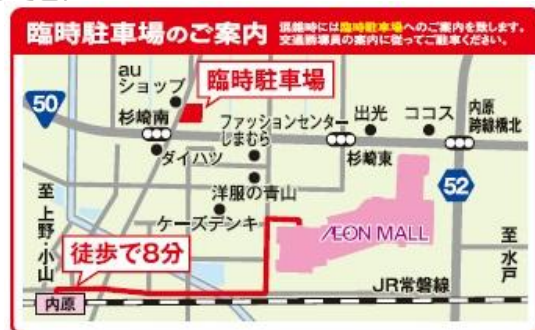 臨時駐車場のご案内
混雑時には臨時駐車場へのご案内を致します。
交通誘導員の案内に従ってご駐車ください。
au
ショップ
臨時駐車場
50
杉崎南
ファッションセンター
しまむら
出光
ココス
内原
跨線橋北
ダイハツ
杉崎東
洋服の青山
52
ケーズデンキ
ÆON MALL
至上野・小山
至水戸
徒歩で8分
JR常磐線
内原